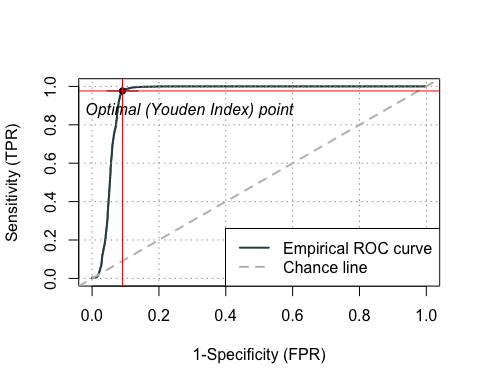 Sensitivity (TPR)
1.0
0.8
0.6
0.4
0.2
0.0
Optimal (Youden Index) point
Empirical ROC curve
Chance line
0.0 0.2 0.4 0.6 0.8 1.0
1-Specificity (FPR)